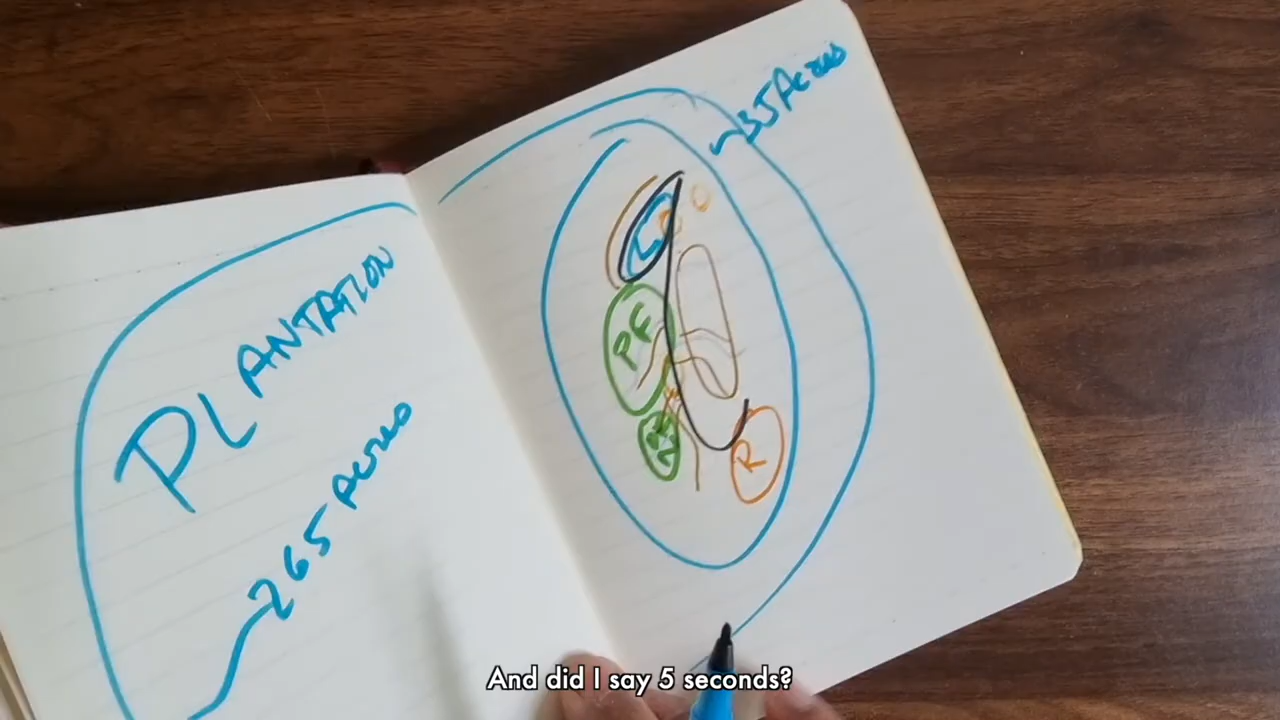 PLANTATION
~265 Acres
~35 Acres
L
PF
R
And did I say 5 seconds?